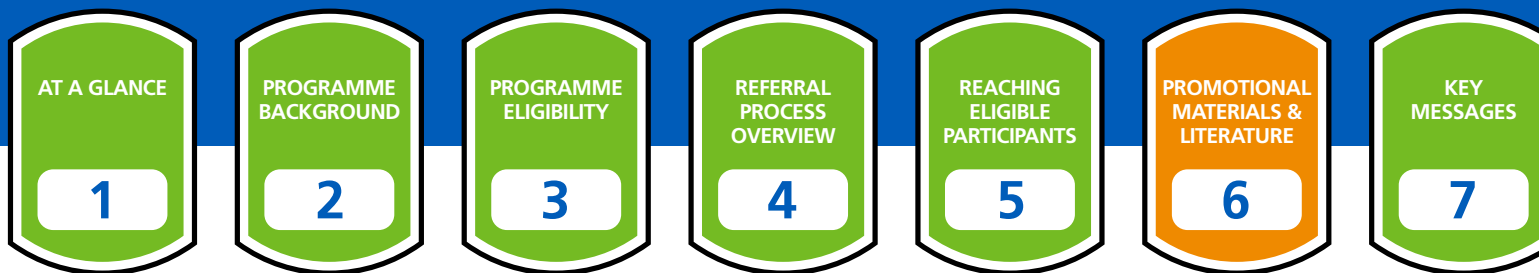 AT A GLANCE
1
PROGRAMME
BACKGROUND
2
PROGRAMME
ELIGIBILITY
3
REFERRAL
PROCESS
OVERVIEW
4
REACHING
ELIGIBLE
PARTICIPANTS
5
PROMOTIONAL
MATERIALS &
LITERATURE
6
KEY
MESSAGES
7